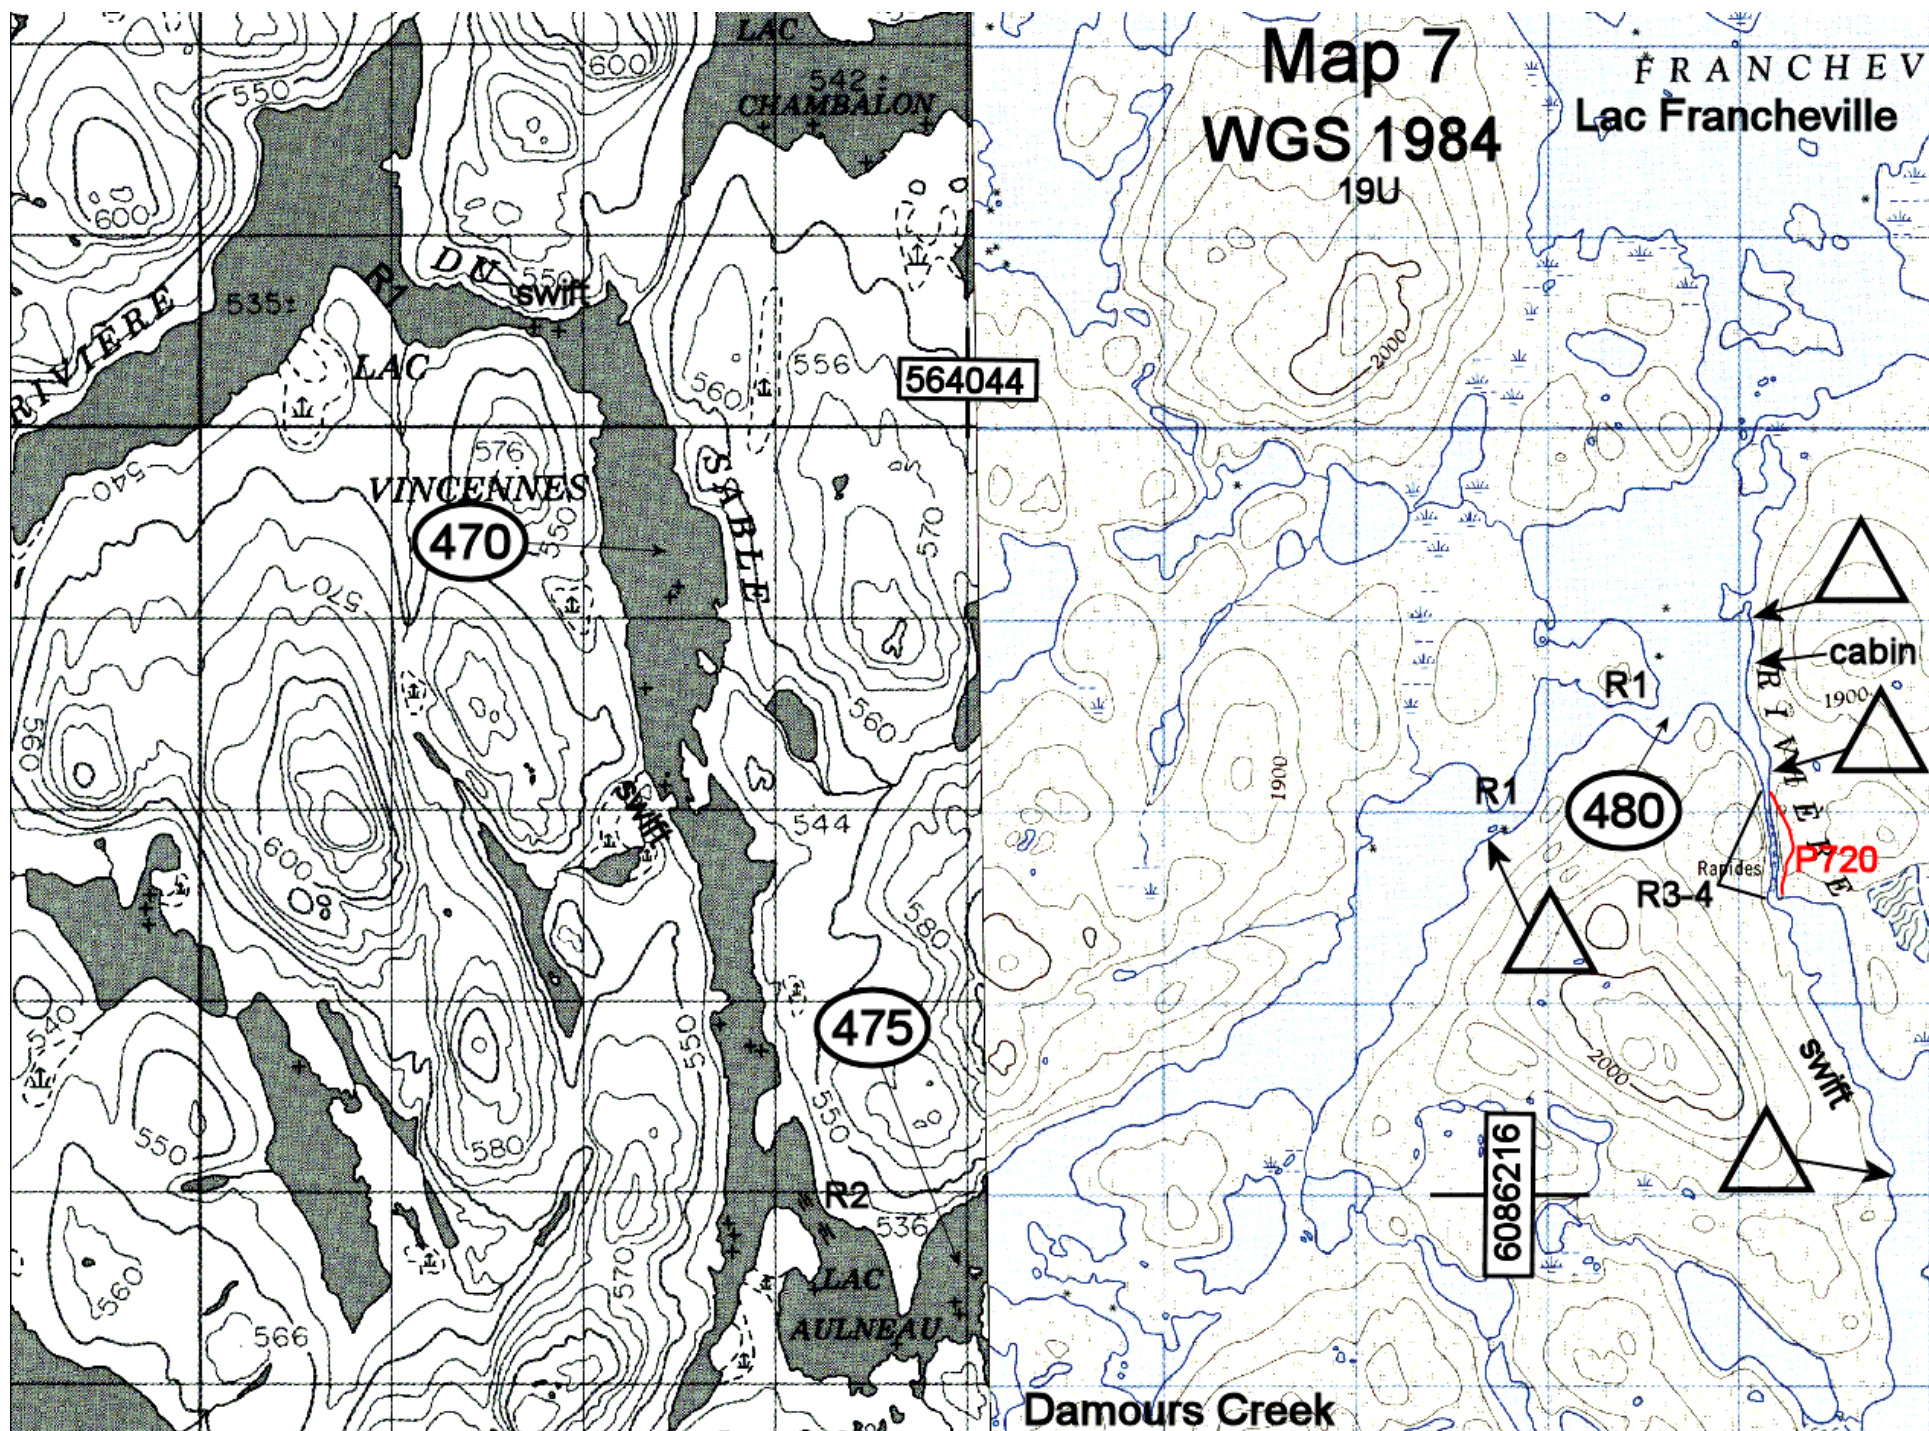 LAC
542
CHAMBALON
600
550
600
Map 7
WGS 1984
19U
FRANCHEV
Lac Francheville
RIVIÈRE
535±
R1
DU
550
swift
LAC
556
560
564044
2000
540
576
VINCENNES
550
SABLE
570
470
570
560
560
cabin
1900
R1
RIVIÈRE
1900
R1
480
swift
544
600
Rapides
P720
R3-4
580
540
550
475
550
2000
swift
550
580
R2
536
6086216
570
560
566
LAC
AULNEAU
Damours Creek